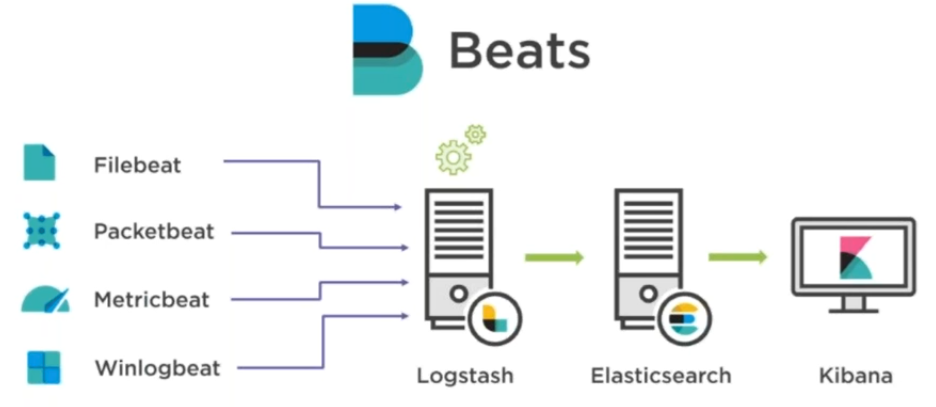 Beats
Filebeat
Packetbeat
Metricbeat
Winlogbeat
Logstash
Elasticsearch
Kibana